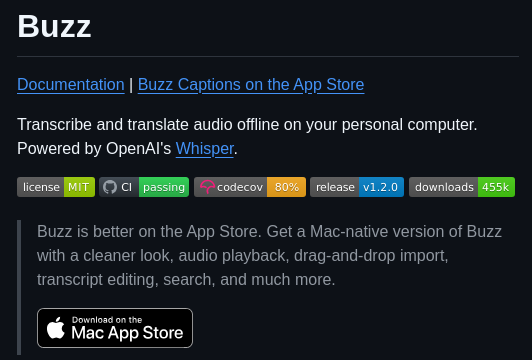 Buzz
Documentation | Buzz Captions on the App Store
Transcribe and translate audio offline on your personal computer.
Powered by OpenAI's Whisper.
license MIT CI passing codecov 80% release v1.2.0 downloads 455k
Buzz is better on the App Store. Get a Mac-native version of Buzz
with a cleaner look, audio playback, drag-and-drop import,
transcript editing, search, and much more.
Download on the
Mac App Store